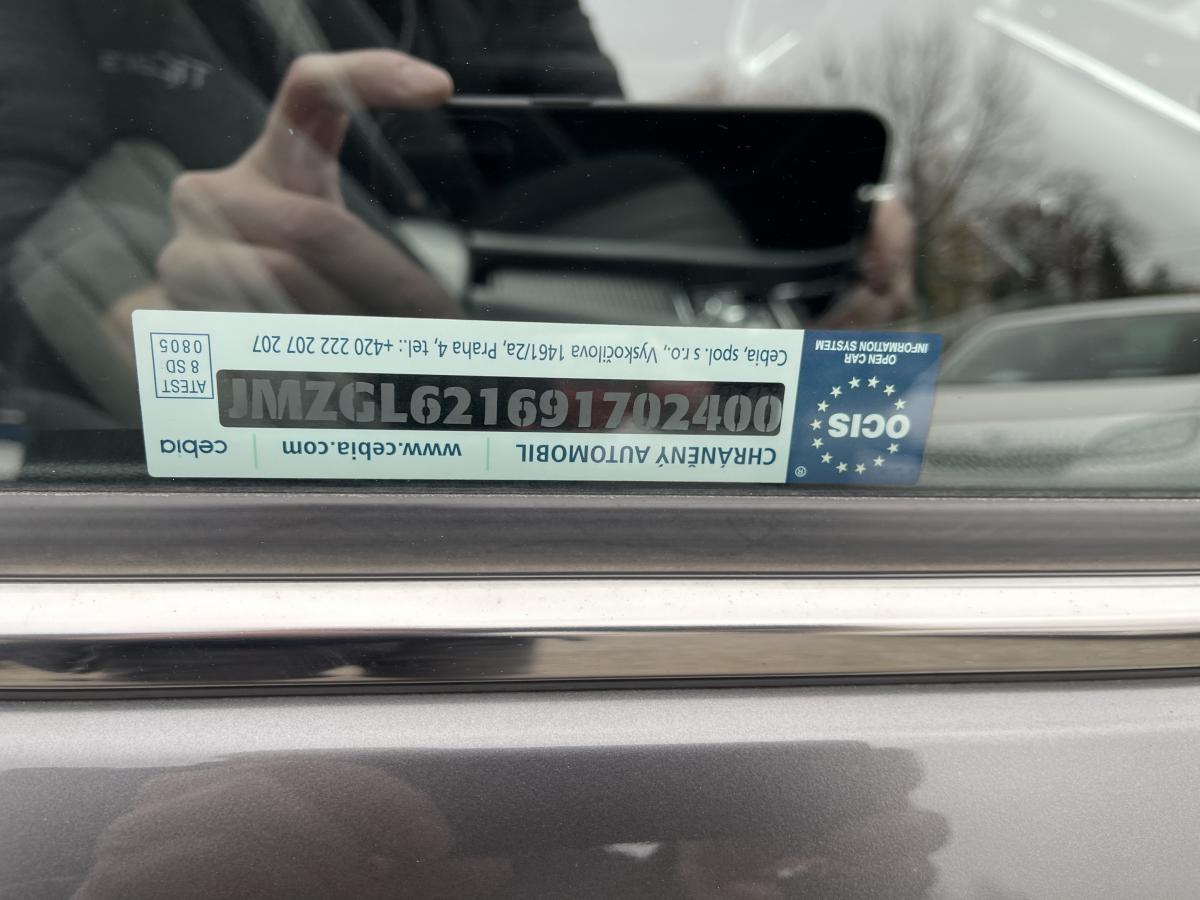 CHRÁNĚNÝ AUTOMOBIL | www.cebia.com | cebia
OCIS ®
OPEN CAR
INFORMATION SYSTEM
JMZGL621691702400
ATEST
8 SD
0805
Cebia, spol. s r.o., Vyskočilova 1461/2a, Praha 4, tel.: +420 222 207 207